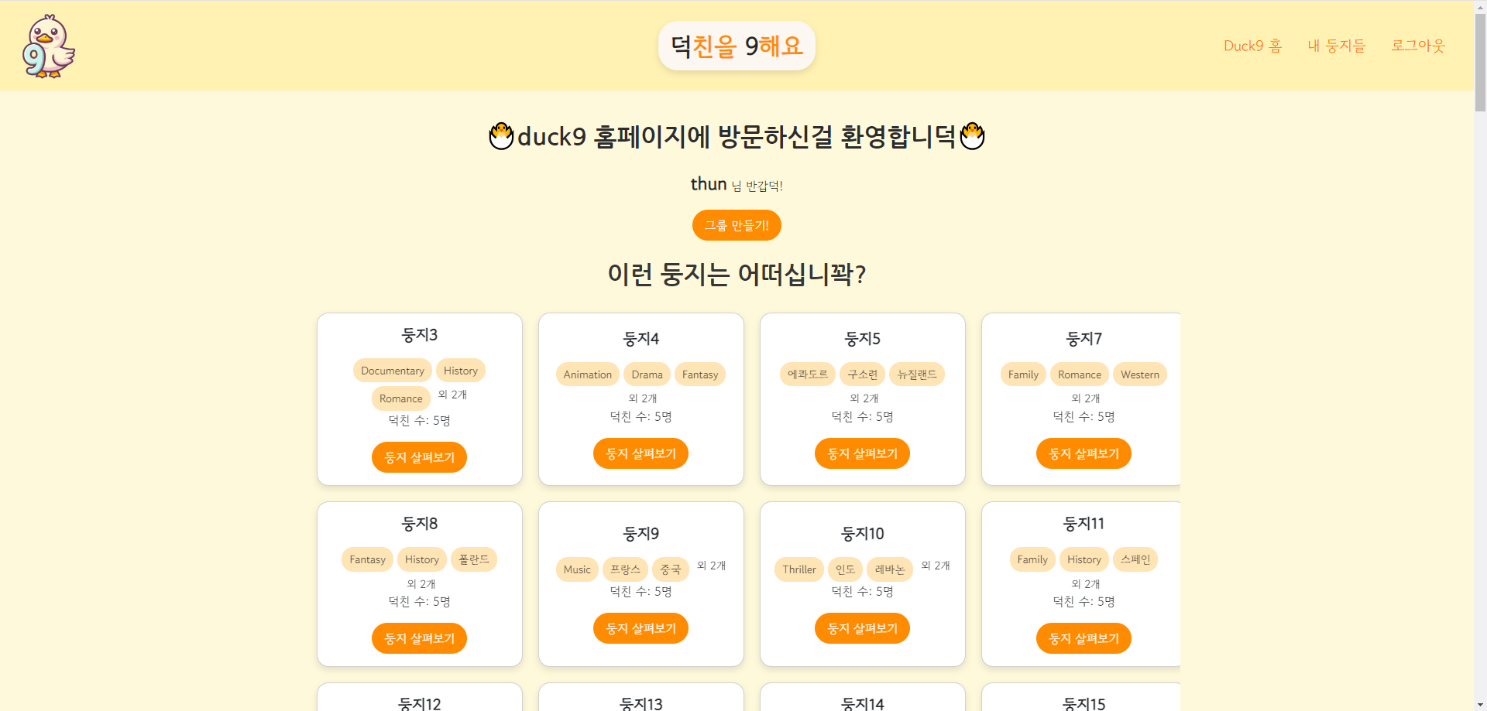 9
덕친을 9해요
Duck9 홈
내 둥지들
로그아웃
duck9 홈페이지에 방문하신걸 환영합니덕
thun 님 반갑덕!
그룹 만들기!
이런 둥지는 어떠십니꽉?
둥지3
Documentary History
Romance 외 2개
덕친 수: 5명
둥지 살펴보기
둥지4
Animation Drama Fantasy
외 2개
덕친 수: 5명
둥지 살펴보기
둥지5
에콰도르 구소련 뉴질랜드
외 2개
덕친 수: 5명
둥지 살펴보기
둥지7
Family Romance Western
외 2개
덕친 수: 5명
둥지 살펴보기
둥지8
Fantasy History 폴란드
외 2개
덕친 수: 5명
둥지 살펴보기
둥지9
Music 프랑스 중국 외 2개
덕친 수: 5명
둥지 살펴보기
둥지10
Thriller 인도 레바논 외 2개
덕친 수: 5명
둥지 살펴보기
둥지11
Family History 스페인
외 2개
덕친 수: 5명
둥지 살펴보기
둥지12
둥지13
둥지14
둥지15